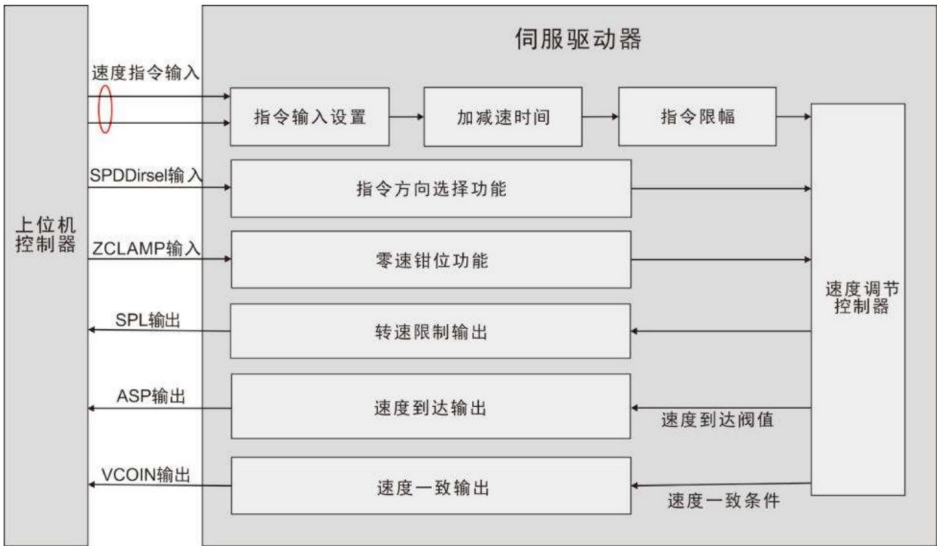 伺服驱动器
速度指令输入
指令输入设置
加减速时间
指令限幅
SPDDirsel输入
指令方向选择功能
上位机
控制器
ZCLAMP输入
零速钳位功能
速度调节
控制器
SPL输出
转速限制输出
ASP输出
速度到达输出
速度到达阀值
VCOIN输出
速度一致输出
速度一致条件